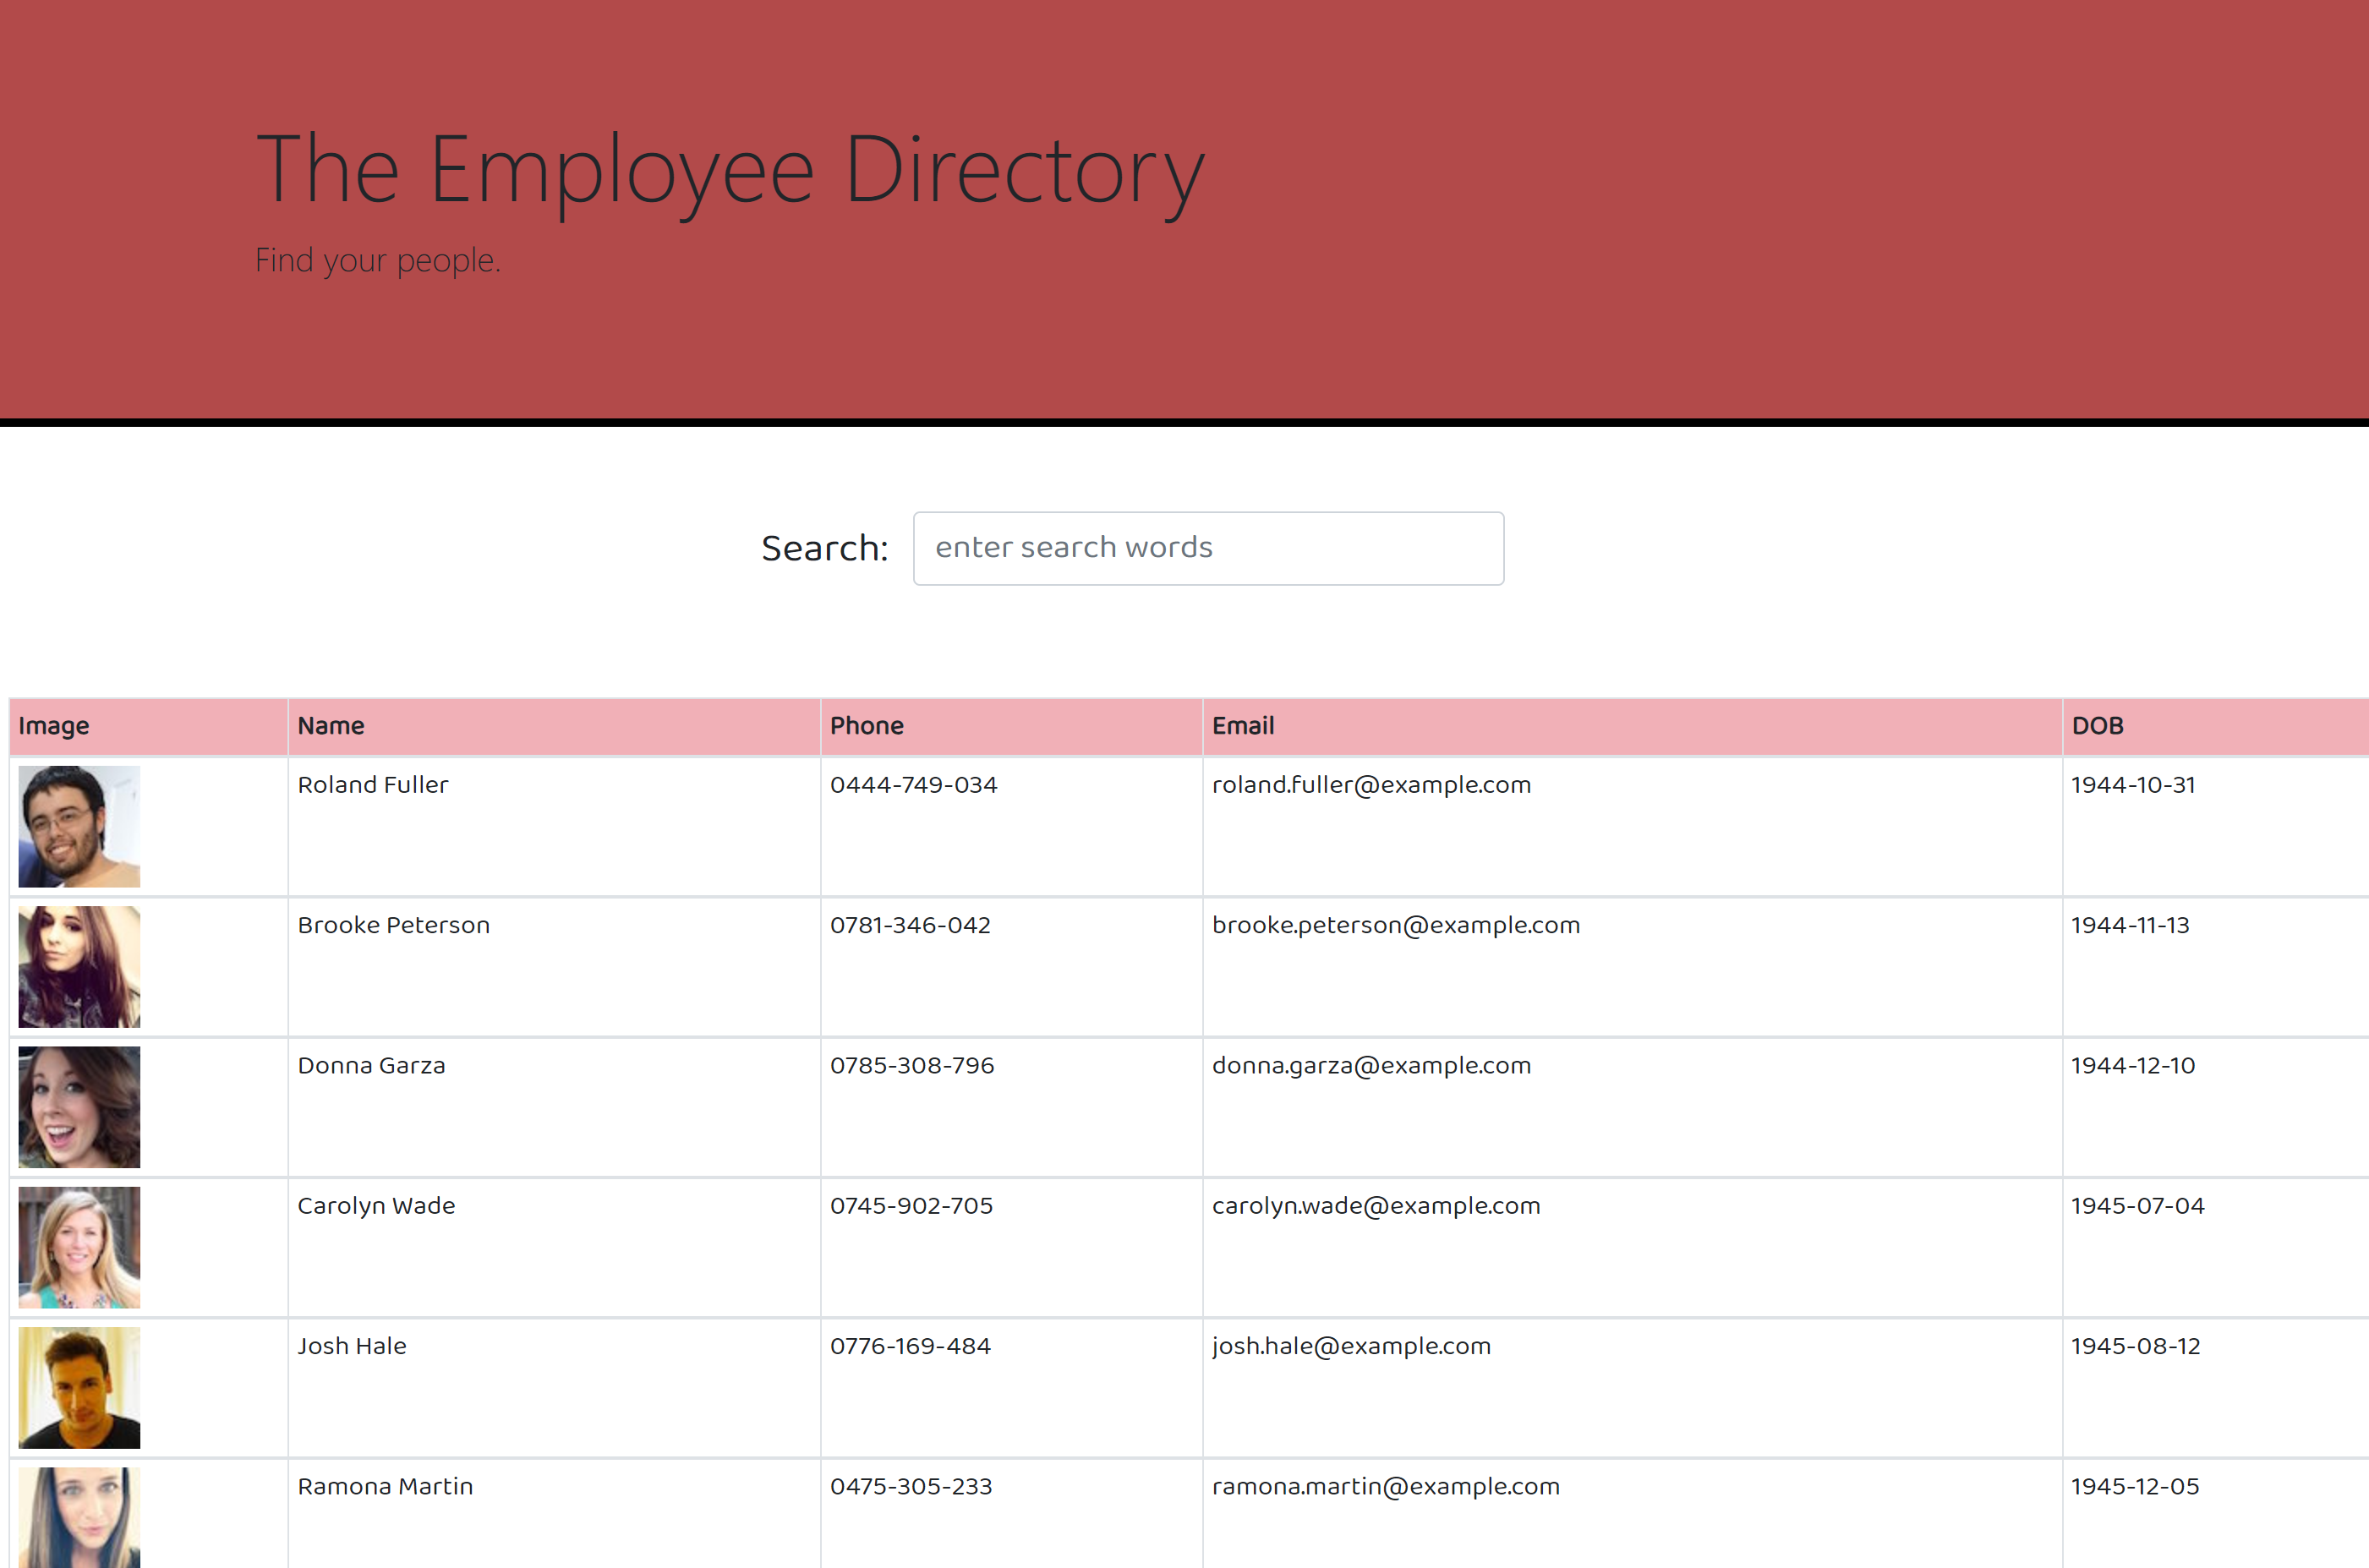 The Employee Directory
Find your people.
Search: enter search words
Image Name Phone Email DOB
Roland Fuller 0444-749-034 roland.fuller@example.com 1944-10-31
Brooke Peterson 0781-346-042 brooke.peterson@example.com 1944-11-13
Donna Garza 0785-308-796 donna.garza@example.com 1944-12-10
Carolyn Wade 0745-902-705 carolyn.wade@example.com 1945-07-04
Josh Hale 0776-169-484 josh.hale@example.com 1945-08-12
Ramona Martin 0475-305-233 ramona.martin@example.com 1945-12-05